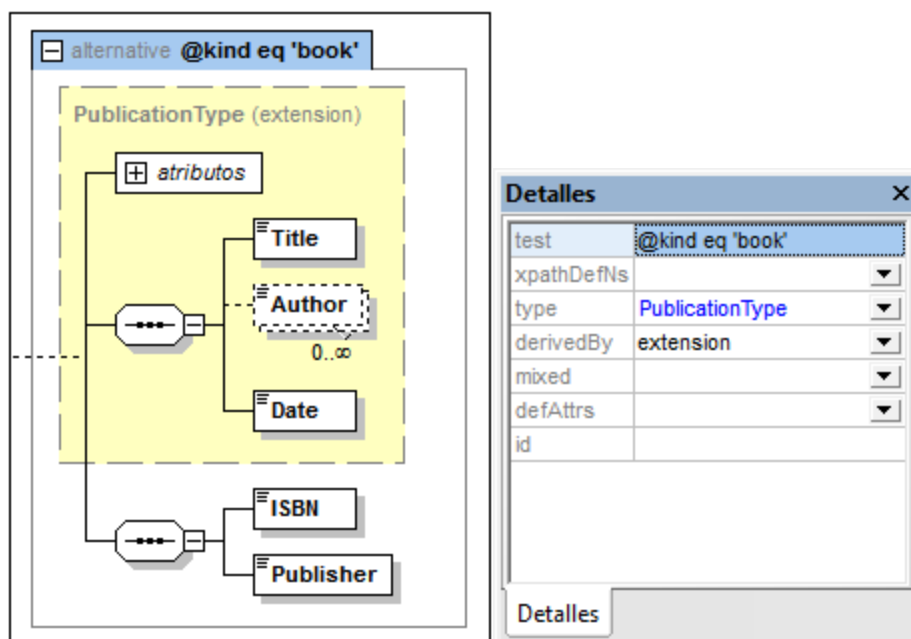 alternative @kind eq 'book'
PublicationType (extension)
atributos
Title
Author
0..∞
Date
ISBN
Publisher
Detalles
test @kind eq 'book'
xpathDefNs
type PublicationType
derivedBy extension
mixed
defAttrs
id
Detalles